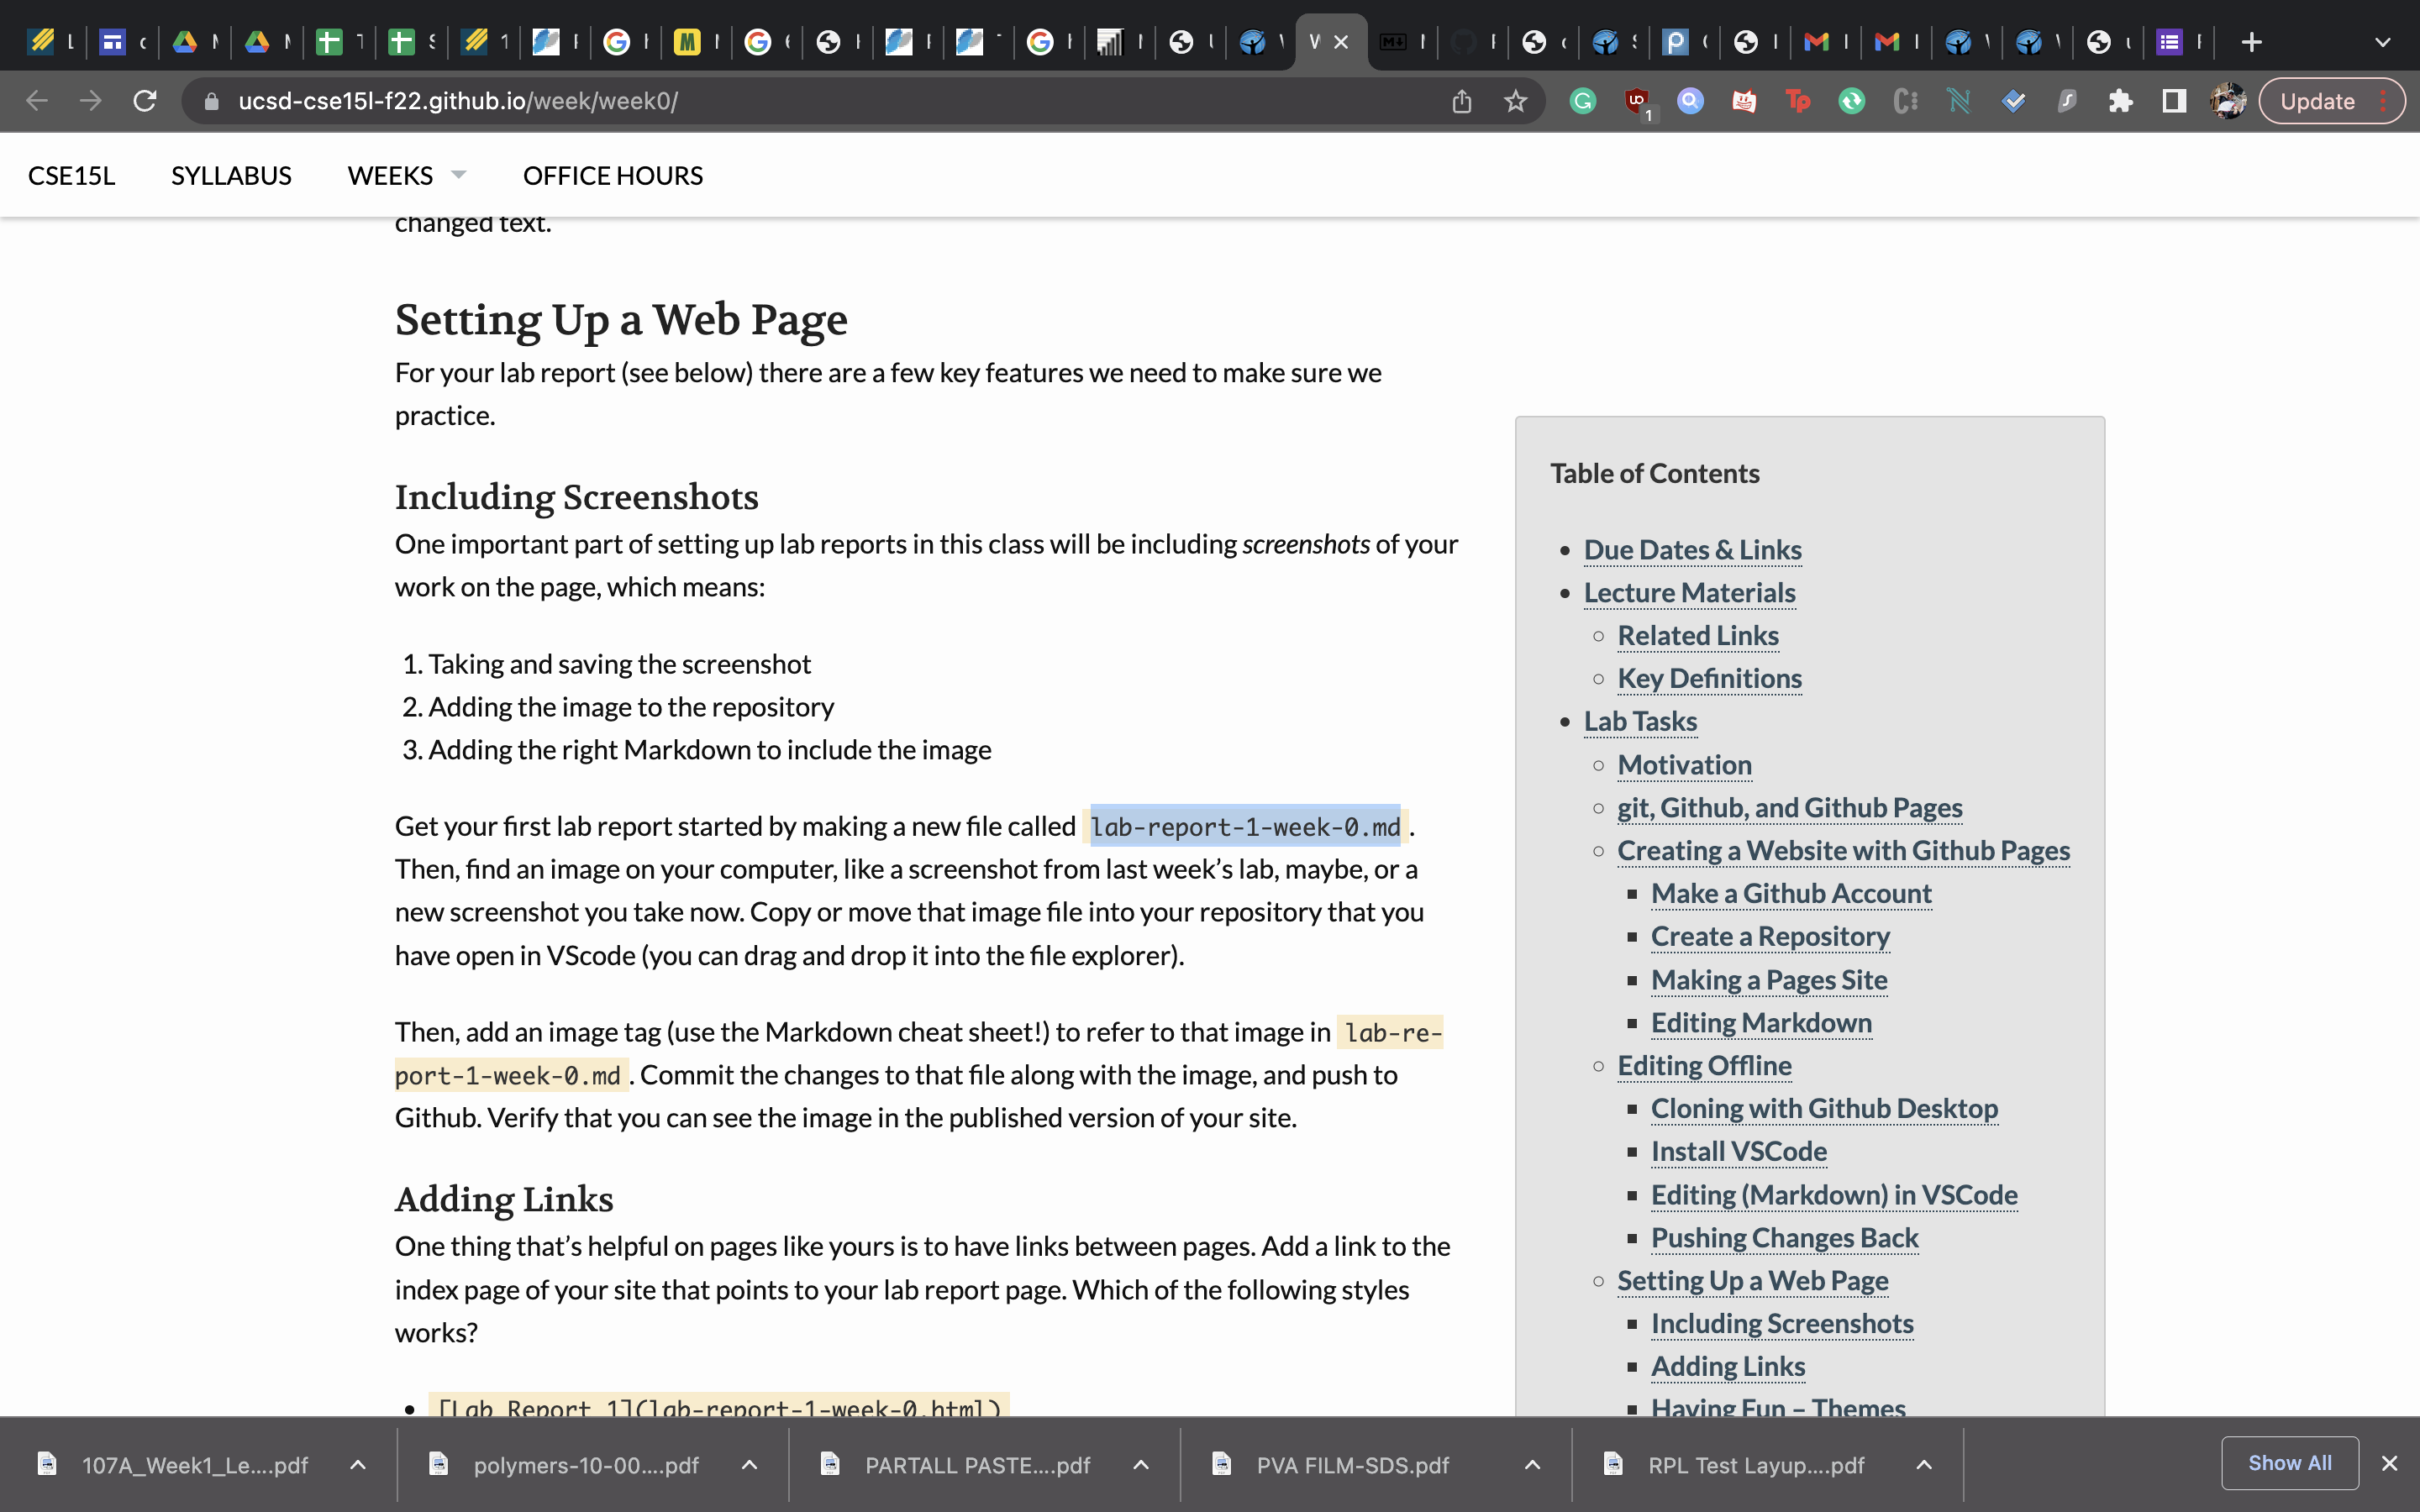 ucsd-cse15l-f22.github.io/week/week0/
1
Update
CSE15L SYLLABUS WEEKS OFFICE HOURS
changed text.
Setting Up a Web Page
For your lab report (see below) there are a few key features we need to make sure we
practice.
Including Screenshots
One important part of setting up lab reports in this class will be including screenshots of your
work on the page, which means:
1. Taking and saving the screenshot
2. Adding the image to the repository
3. Adding the right Markdown to include the image
Get your first lab report started by making a new file called lab-report-1-week-0.md.
Then, find an image on your computer, like a screenshot from last week’s lab, maybe, or a
new screenshot you take now. Copy or move that image file into your repository that you
have open in VScode (you can drag and drop it into the file explorer).
Then, add an image tag (use the Markdown cheat sheet!) to refer to that image in lab-re-
port-1-week-0.md. Commit the changes to that file along with the image, and push to
Github. Verify that you can see the image in the published version of your site.
Adding Links
One thing that’s helpful on pages like yours is to have links between pages. Add a link to the
index page of your site that points to your lab report page. Which of the following styles
works?
[Lab Report 1](lab-report-1-week-0.html)
Table of Contents
Due Dates & Links
Lecture Materials
Related Links
Key Definitions
Lab Tasks
Motivation
git, Github, and Github Pages
Creating a Website with Github Pages
Make a Github Account
Create a Repository
Making a Pages Site
Editing Markdown
Editing Offline
Cloning with Github Desktop
Install VSCode
Editing (Markdown) in VSCode
Pushing Changes Back
Setting Up a Web Page
Including Screenshots
Adding Links
Having Fun – Themes
107A_Week1_Le....pdf
polymers-10-00....pdf
PARTALL PASTE....pdf
PVA FILM-SDS.pdf
RPL Test Layup....pdf
Show All